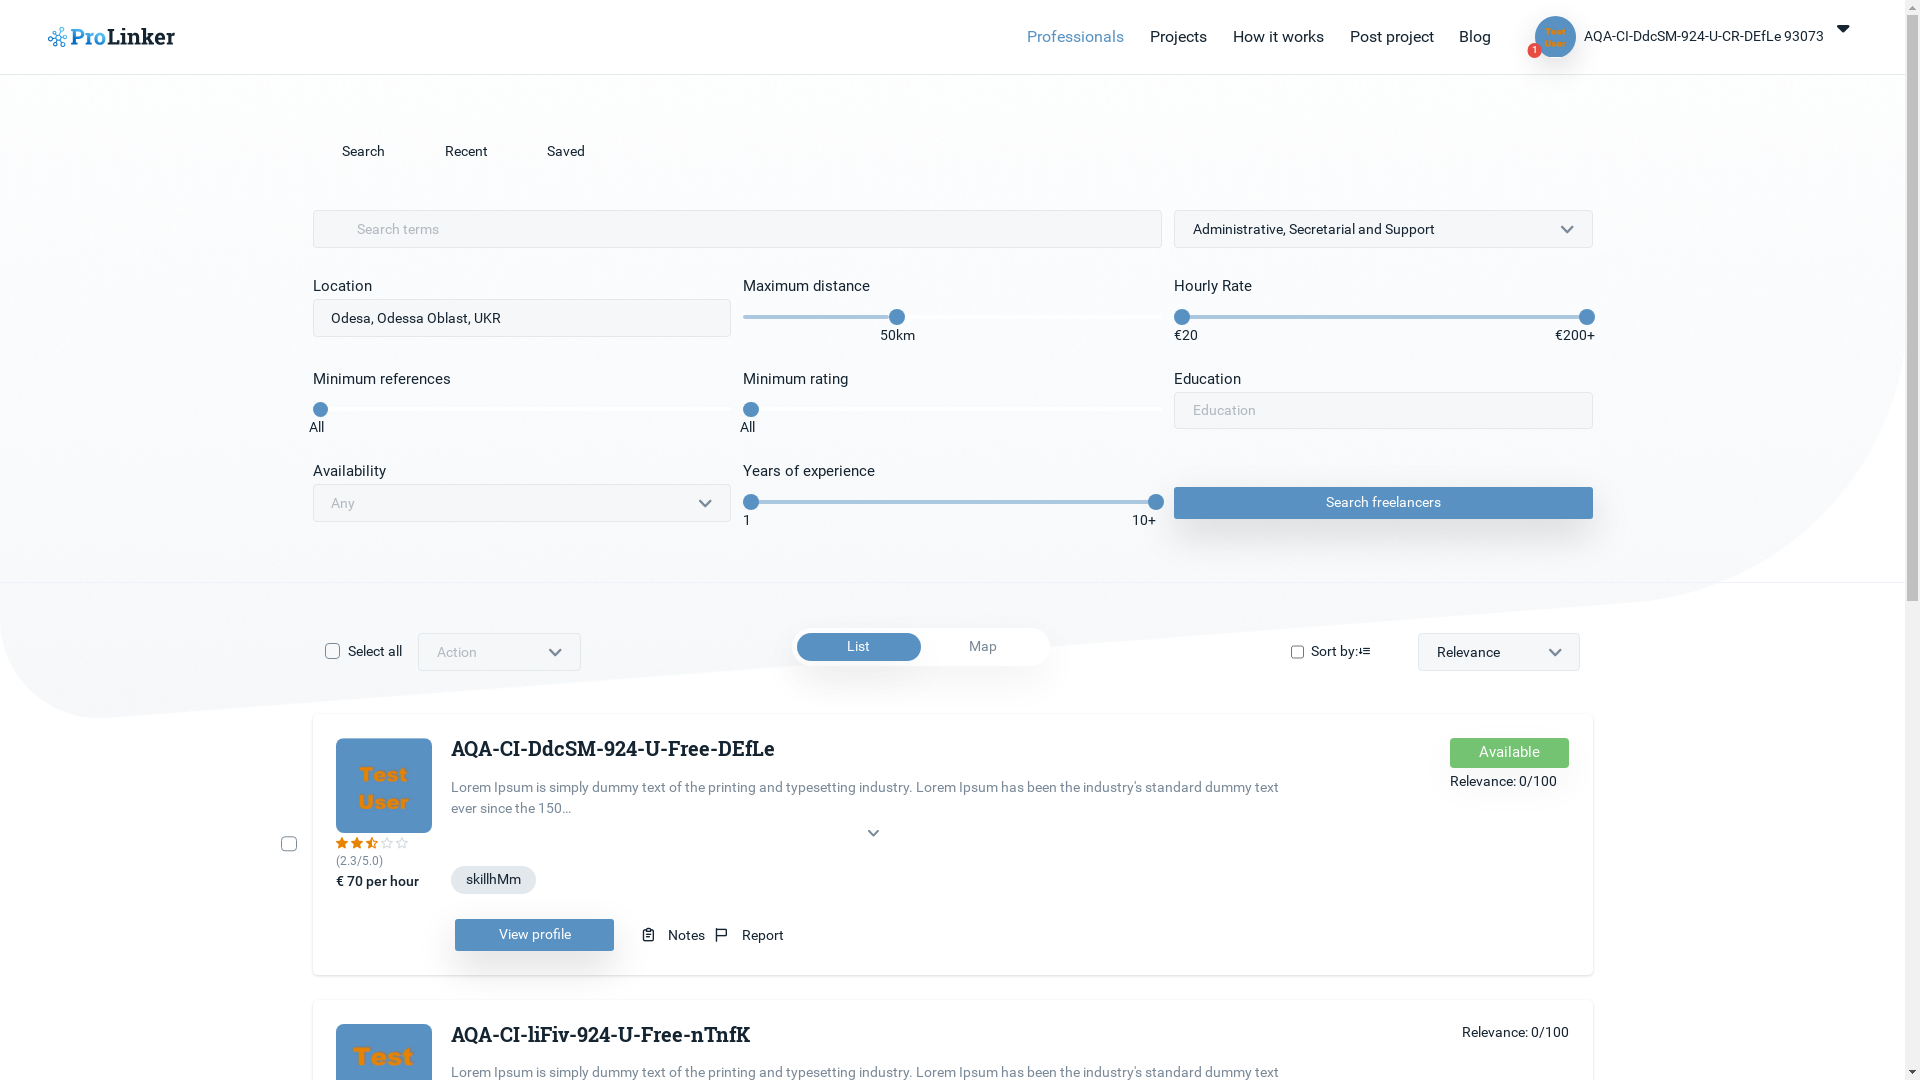 ProLinker
Professionals
Projects
How it works
Post project
Blog
Test
User
1
AQA-CI-DdcSM-924-U-CR-DEfLe 93073
Search
Recent
Saved
Search terms
Administrative, Secretarial and Support
Location
Maximum distance
Hourly Rate
Odesa, Odessa Oblast, UKR
50km
€20
€200+
Minimum references
Minimum rating
Education
Education
All
All
Availability
Years of experience
Any
1
10+
Search freelancers
Select all
Action
List
Map
Sort by:
Relevance
Test
User
(2.3/5.0)
€ 70 per hour
AQA-CI-DdcSM-924-U-Free-DEfLe
Lorem Ipsum is simply dummy text of the printing and typesetting industry. Lorem Ipsum has been the industry's standard dummy text
ever since the 150...
skillhMm
View profile
Notes
Report
Available
Relevance: 0/100
Test
AQA-CI-liFiv-924-U-Free-nTnfK
Lorem Ipsum is simply dummy text of the printing and typesetting industry. Lorem Ipsum has been the industry's standard dummy text
Relevance: 0/100